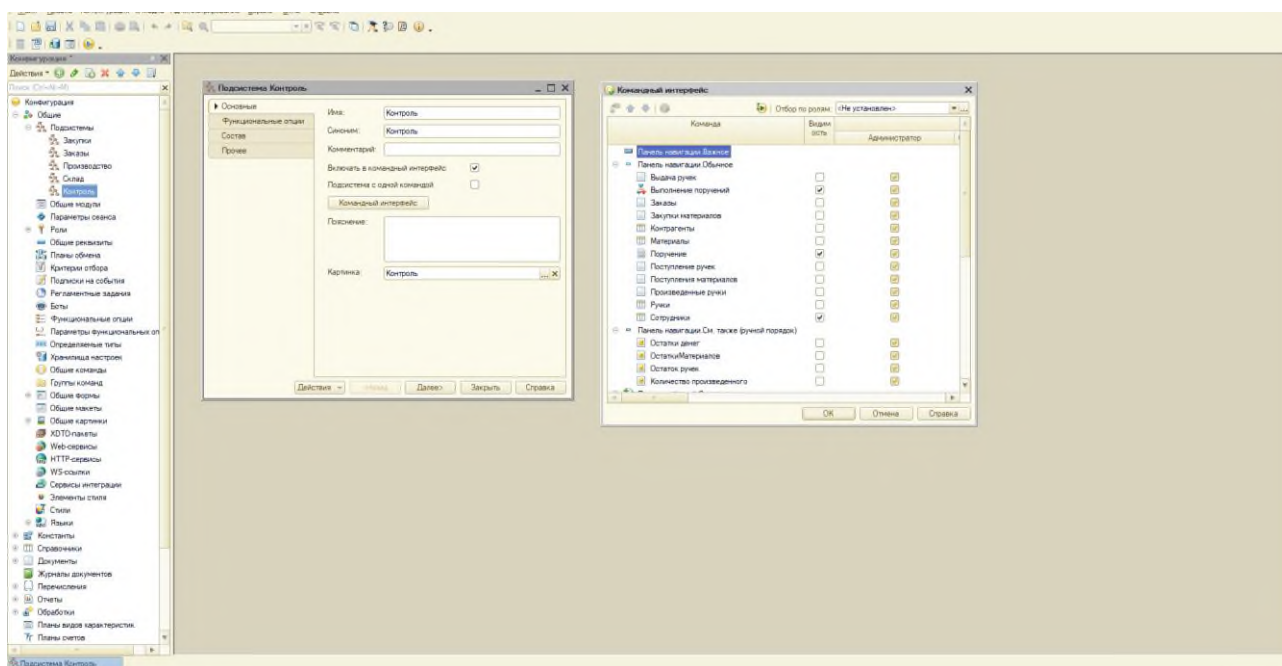 Конфигурация *
Действия
Поиск (Ctrl+Alt+M)
Конфигурация
Общие
Подсистемы
Закупки
Заказы
Производство
Склад
Контроль
Общие модули
Параметры сеанса
Роли
Общие реквизиты
Планы обмена
Критерии отбора
Подписки на события
Регламентные задания
Боты
Функциональные опции
Параметры функциональных оп
Определяемые типы
Хранилища настроек
Общие команды
Группы команд
Общие формы
Общие макеты
Общие картинки
XDTO-пакеты
Web-сервисы
HTTP-сервисы
WS-ссылки
Сервисы интеграции
Элементы стиля
Стили
Языки
Константы
Справочники
Документы
Журналы документов
Перечисления
Отчеты
Обработки
Планы видов характеристик
Планы счетов
Подсистема Контроль
Подсистема Контроль
Основные
Функциональные опции
Состав
Прочее
Имя: Контроль
Синоним: Контроль
Комментарий:
Включать в командный интерфейс
Подсистема с одной командой
Командный интерфейс
Пояснение:
Картинка: Контроль
Действия
Далее>
Закрыть
Справка
Командный интерфейс
Отбор по ролям: <Не установлен>
Команда
Видимость
Администратор
Панель навигации.Важное
Панель навигации.Обычное
Выдача ручек
Выполнение поручений
Заказы
Закупки материалов
Контрагенты
Материалы
Поручение
Поступление ручек
Поступления материалов
Произведенные ручки
Ручки
Сотрудники
Панель навигации.См. также (ручной порядок)
Остатки денег
ОстаткиМатериалов
Остаток ручек
Количество произведенного
OK
Отмена
Справка